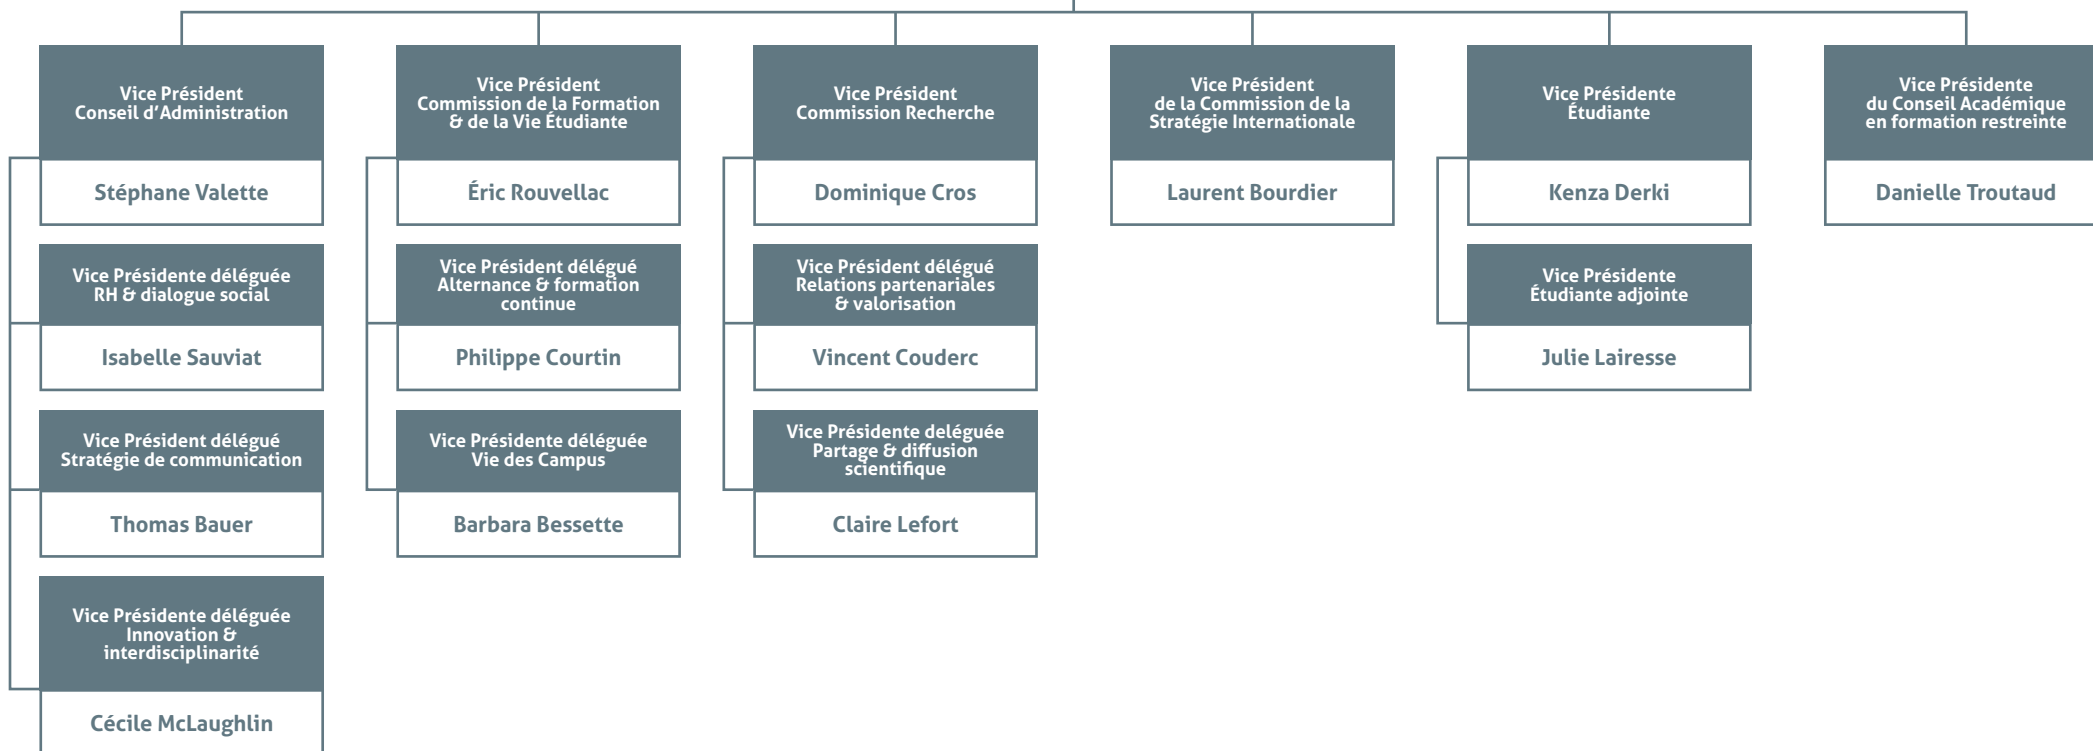 Vice Président
Conseil d'Administration
Stéphane Valette
Vice Présidente déléguée
RH & dialogue social
Isabelle Sauviat
Vice Président délégué
Stratégie de communication
Thomas Bauer
Vice Présidente déléguée
Innovation &
interdisciplinarité
Cécile McLaughlin
Vice Président
Commission de la Formation
& de la Vie Étudiante
Éric Rouvellac
Vice Président délégué
Alternance & formation
continue
Philippe Courtin
Vice Présidente déléguée
Vie des Campus
Barbara Bessette
Vice Président
Commission Recherche
Dominique Cros
Vice Président délégué
Relations partenariales
& valorisation
Vincent Couderc
Vice Présidente deléguée
Partage & diffusion
scientifique
Claire Lefort
Vice Président
de la Commission de la
Stratégie Internationale
Laurent Bourdier
Vice Présidente
Étudiante
Kenza Derki
Vice Présidente
Étudiante adjointe
Julie Lairesse
Vice Présidente
du Conseil Académique
en formation restreinte
Danielle Troutaud